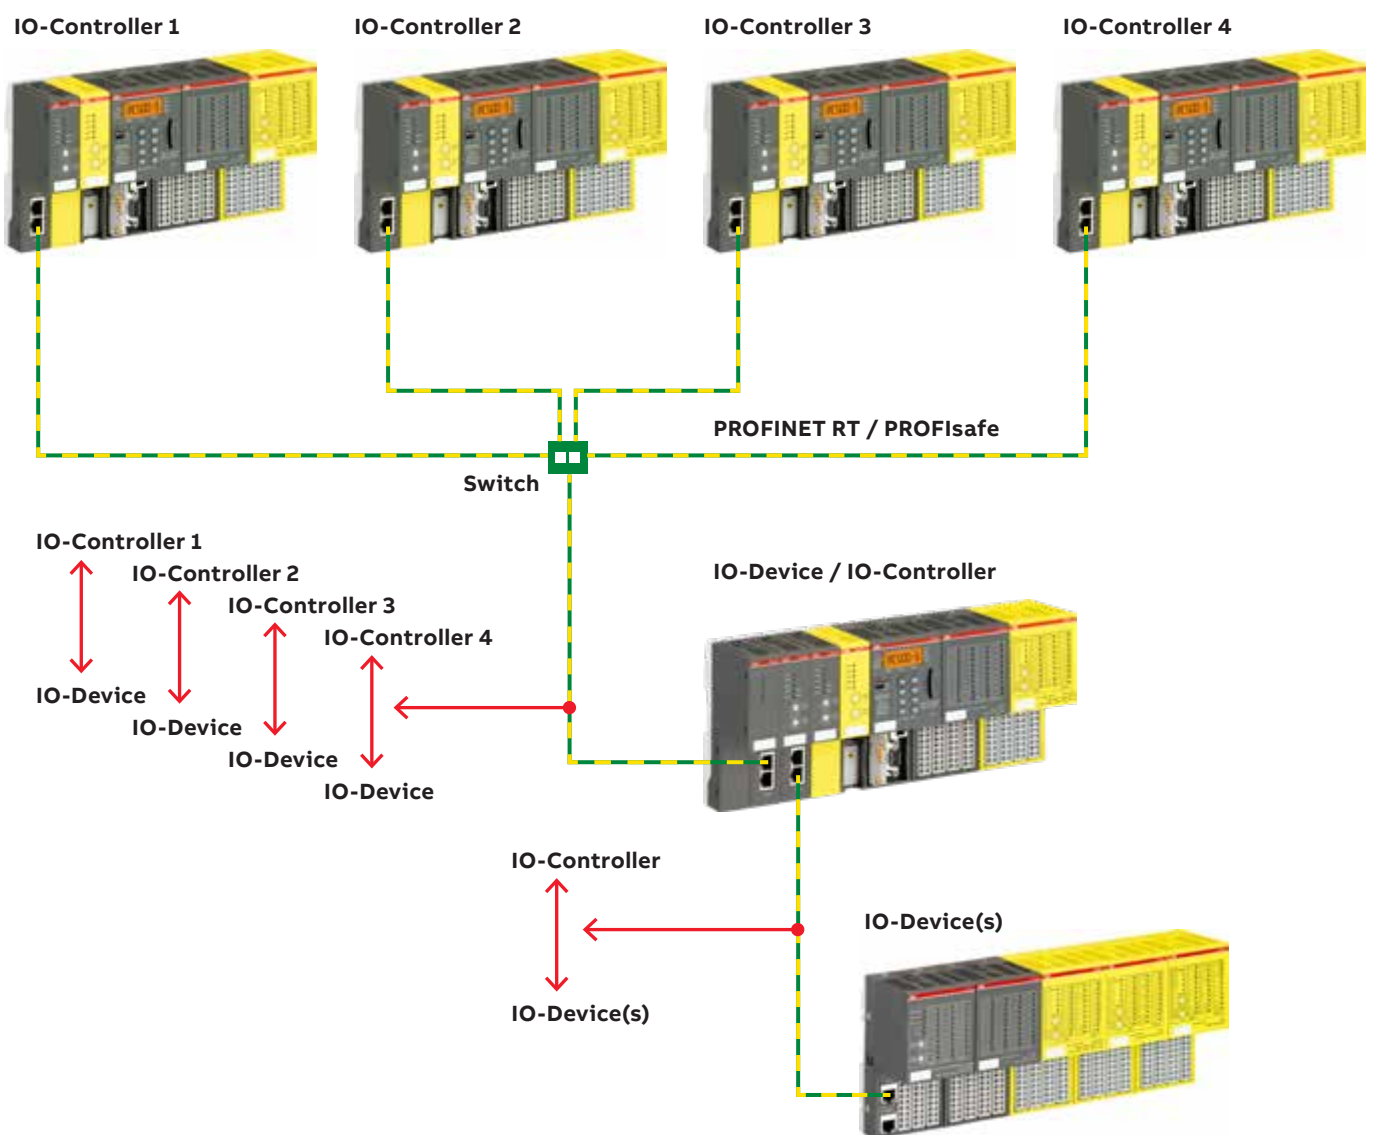 IO-Controller 1
IO-Controller 2
IO-Controller 3
IO-Controller 4
PROFINET RT / PROFIsafe
Switch
IO-Controller 1
IO-Controller 2
IO-Controller 3
IO-Controller 4
IO-Device
IO-Device
IO-Device
IO-Device
IO-Device / IO-Controller
IO-Controller
IO-Device(s)
IO-Device(s)